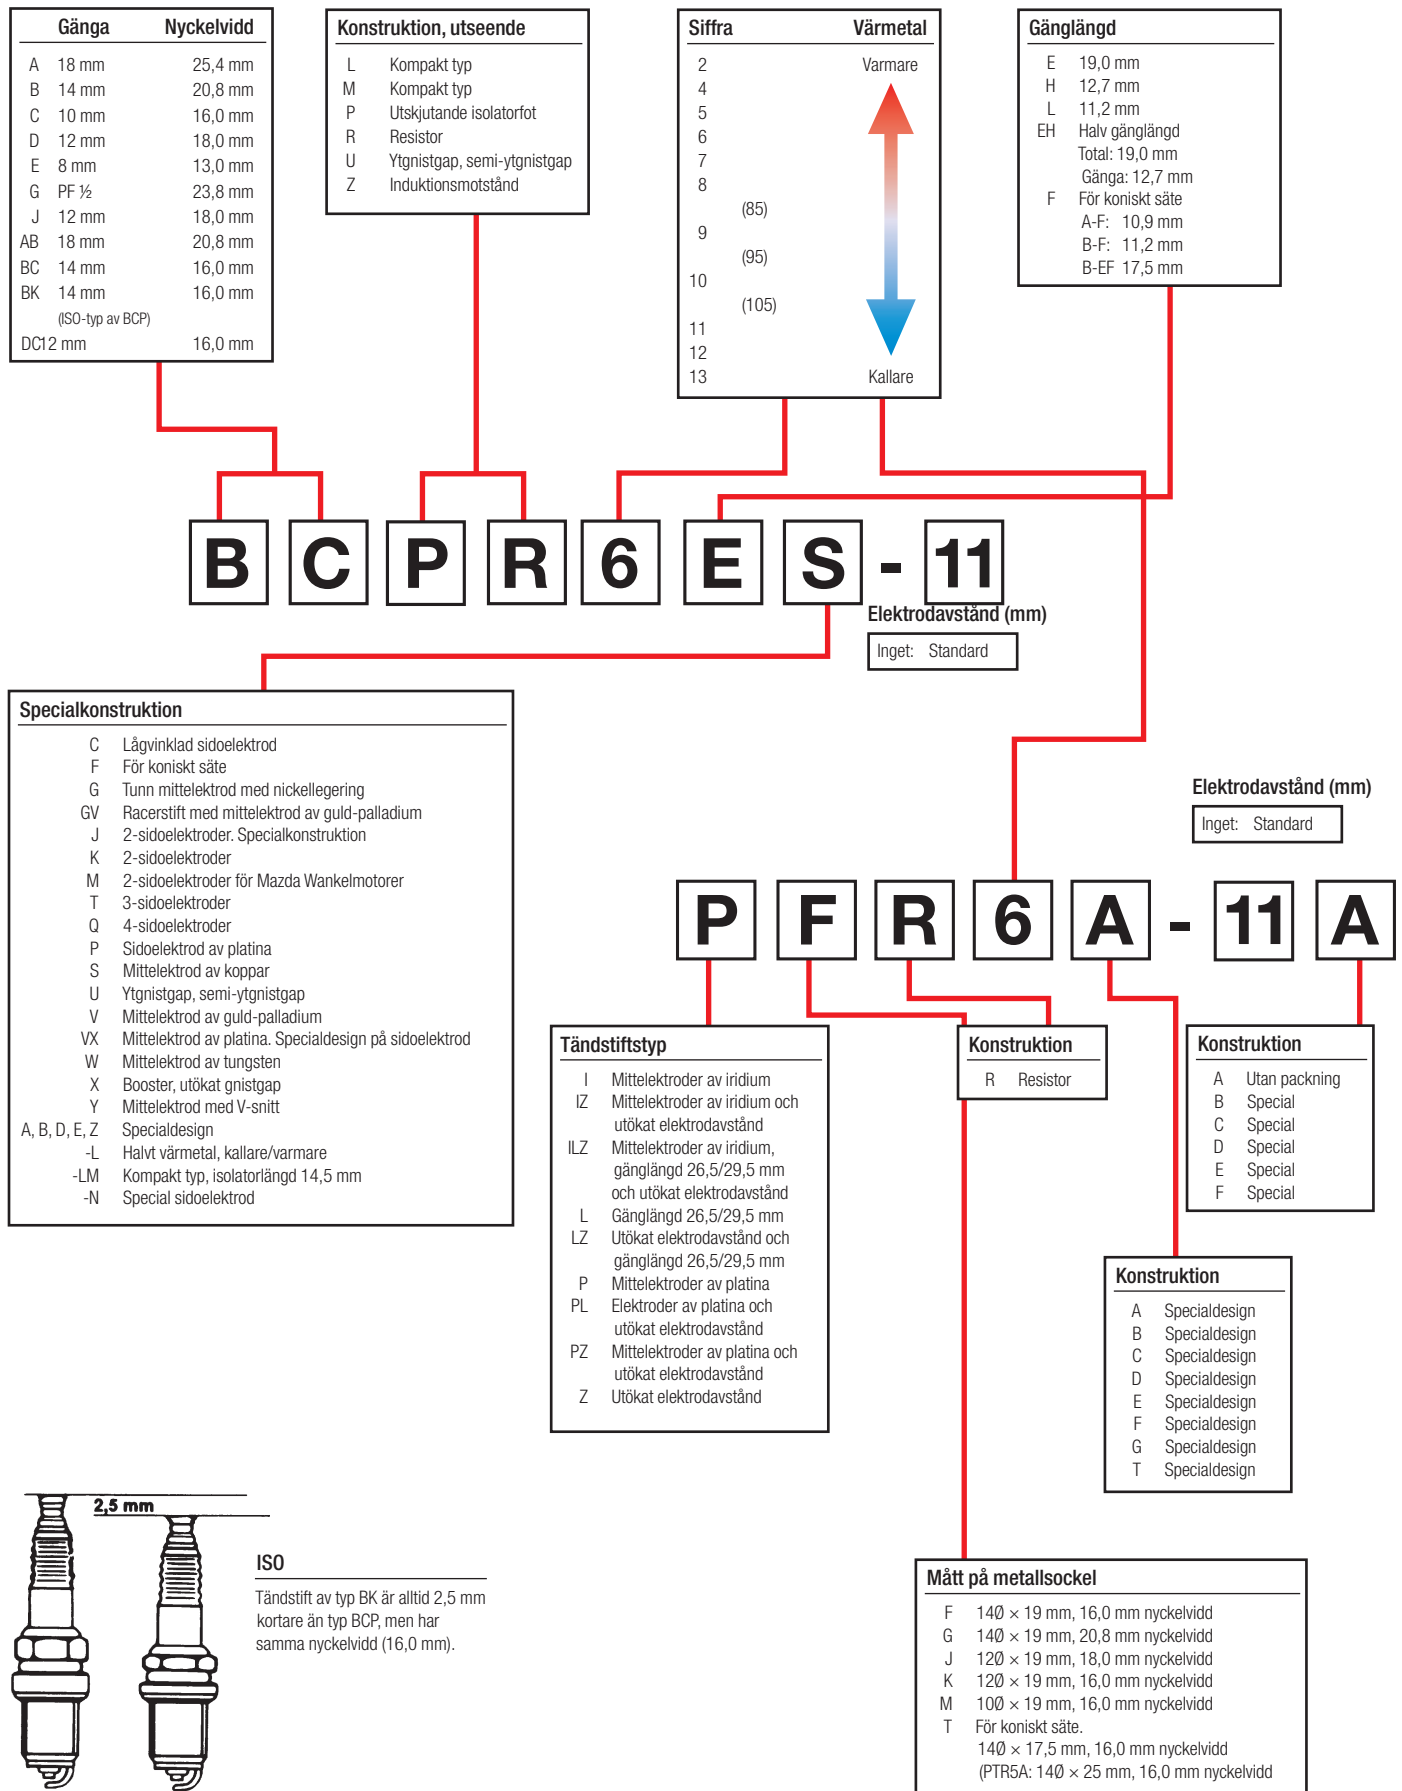 Gänga Nyckelvidd
A 18 mm 25,4 mm
B 14 mm 20,8 mm
C 10 mm 16,0 mm
D 12 mm 18,0 mm
E 8 mm 13,0 mm
G PF ½ 23,8 mm
J 12 mm 18,0 mm
AB 18 mm 20,8 mm
BC 14 mm 16,0 mm
BK 14 mm 16,0 mm
(ISO-typ av BCP)
DC12 mm 16,0 mm
Konstruktion, utseende
L Kompakt typ
M Kompakt typ
P Utskjutande isolatorfot
R Resistor
U Ytgnistgap, semi-ytgnistgap
Z Induktionsmotstånd
Siffra Värmetal
2 Varmare
4
5
6
7
8
(85)
9
(95)
10
(105)
11
12
13 Kallare
Gänglängd
E 19,0 mm
H 12,7 mm
L 11,2 mm
EH Halv gänglängd
Total: 19,0 mm
Gänga: 12,7 mm
F För koniskt säte
A-F: 10,9 mm
B-F: 11,2 mm
B-EF 17,5 mm
B C P R 6 E S - 11
Elektrodavstånd (mm)
Inget: Standard
Specialkonstruktion
C Lågvinklad sidoelektrod
F För koniskt säte
G Tunn mittelektrod med nickellegering
GV Racerstift med mittelektrod av guld-palladium
J 2-sidoelektroder. Specialkonstruktion
K 2-sidoelektroder
M 2-sidoelektroder för Mazda Wankelmotorer
T 3-sidoelektroder
Q 4-sidoelektroder
P Sidoelektrod av platina
S Mittelektrod av koppar
U Ytgnistgap, semi-ytgnistgap
V Mittelektrod av guld-palladium
VX Mittelektrod av platina. Specialdesign på sidoelektrod
W Mittelektrod av tungsten
X Booster, utökat gnistgap
Y Mittelektrod med V-snitt
A, B, D, E, Z Specialdesign
-L Halvt värmetal, kallare/varmare
-LM Kompakt typ, isolatorlängd 14,5 mm
-N Special sidoelektrod
Elektrodavstånd (mm)
Inget: Standard
P F R 6 A - 11 A
Tändstiftstyp
I Mittelektroder av iridium
IZ Mittelektroder av iridium och
utökat elektrodavstånd
ILZ Mittelektroder av iridium,
gänglängd 26,5/29,5 mm
och utökat elektrodavstånd
L Gänglängd 26,5/29,5 mm
LZ Utökat elektrodavstånd och
gänglängd 26,5/29,5 mm
P Mittelektroder av platina
PL Elektroder av platina och
utökat elektrodavstånd
PZ Mittelektroder av platina och
utökat elektrodavstånd
Z Utökat elektrodavstånd
Konstruktion
R Resistor
Konstruktion
A Utan packning
B Special
C Special
D Special
E Special
F Special
Konstruktion
A Specialdesign
B Specialdesign
C Specialdesign
D Specialdesign
E Specialdesign
F Specialdesign
G Specialdesign
T Specialdesign
2,5 mm
ISO
Tändstift av typ BK är alltid 2,5 mm
kortare än typ BCP, men har
samma nyckelvidd (16,0 mm).
Mått på metallsockel
F 14Ø × 19 mm, 16,0 mm nyckelvidd
G 14Ø × 19 mm, 20,8 mm nyckelvidd
J 12Ø × 19 mm, 18,0 mm nyckelvidd
K 12Ø × 19 mm, 16,0 mm nyckelvidd
M 10Ø × 19 mm, 16,0 mm nyckelvidd
T För koniskt säte.
14Ø × 17,5 mm, 16,0 mm nyckelvidd
(PTR5A: 14Ø × 25 mm, 16,0 mm nyckelvidd